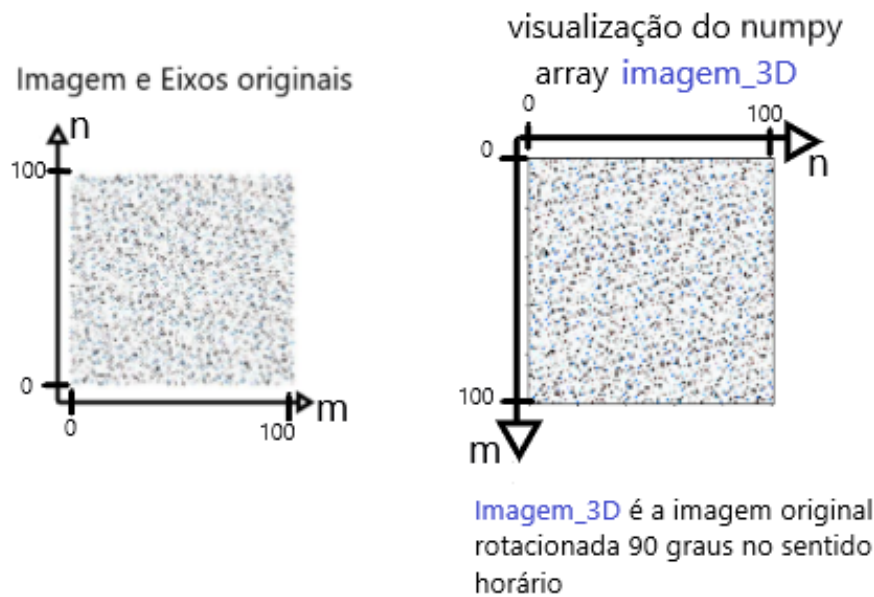 Imagem e Eixos originais
n
100
0
0
100
m
visualização do numpy
array imagem_3D
0
100
0
n
100
m
Imagem_3D é a imagem original
rotacionada 90 graus no sentido
horário